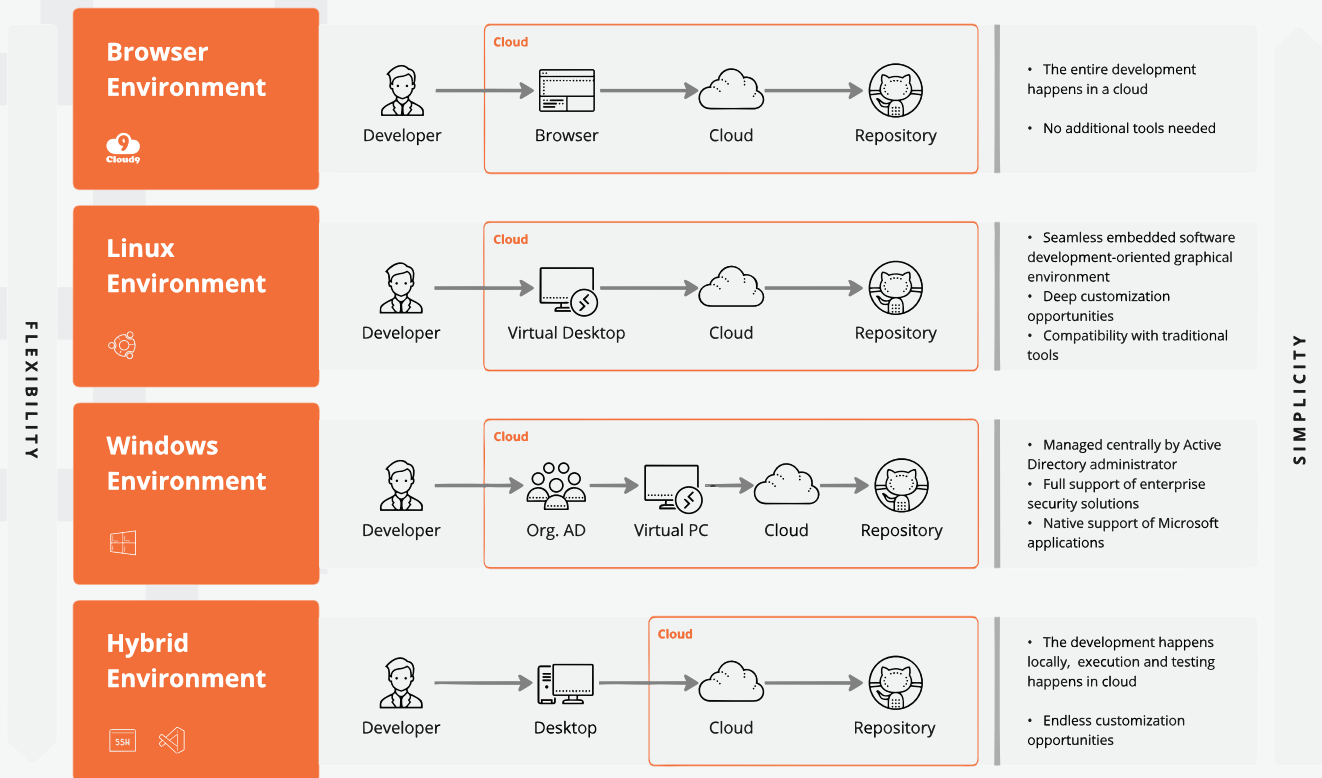 FLEXIBILITY
Browser
Environment
9
Cloud9
Cloud
Developer
Browser
Cloud
Repository
• The entire development
happens in a cloud
• No additional tools needed
Linux
Environment
Cloud
Developer
Virtual Desktop
Cloud
Repository
• Seamless embedded software
development-oriented graphical
environment
• Deep customization
opportunities
• Compatibility with traditional
tools
Windows
Environment
Cloud
Developer
Org. AD
Virtual PC
Cloud
Repository
• Managed centrally by Active
Directory administrator
• Full support of enterprise
security solutions
• Native support of Microsoft
applications
Hybrid
Environment
SSH
Cloud
Developer
Desktop
Cloud
Repository
• The development happens
locally, execution and testing
happens in cloud
• Endless customization
opportunities
SIMPLICITY